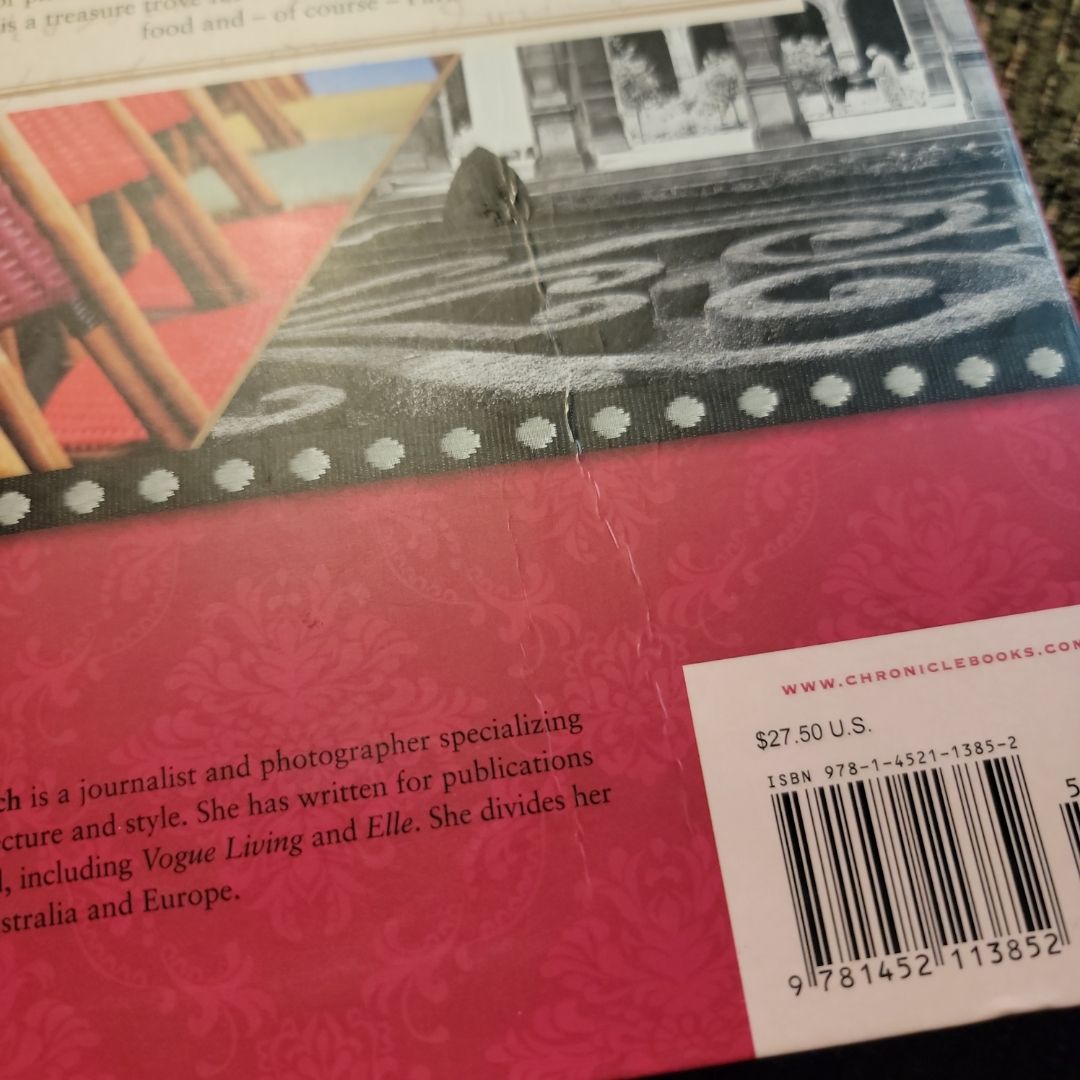 is a treasure trove
food and – of course –
ch is a journalist and photographer specializing
cture and style. She has written for publications
, including Vogue Living and Elle. She divides her
stralia and Europe.
WWW.CHRONICLEBOOKS.COM
$27.50 U.S.
ISBN 978-1-4521-1385-2
5
9 781452 113852